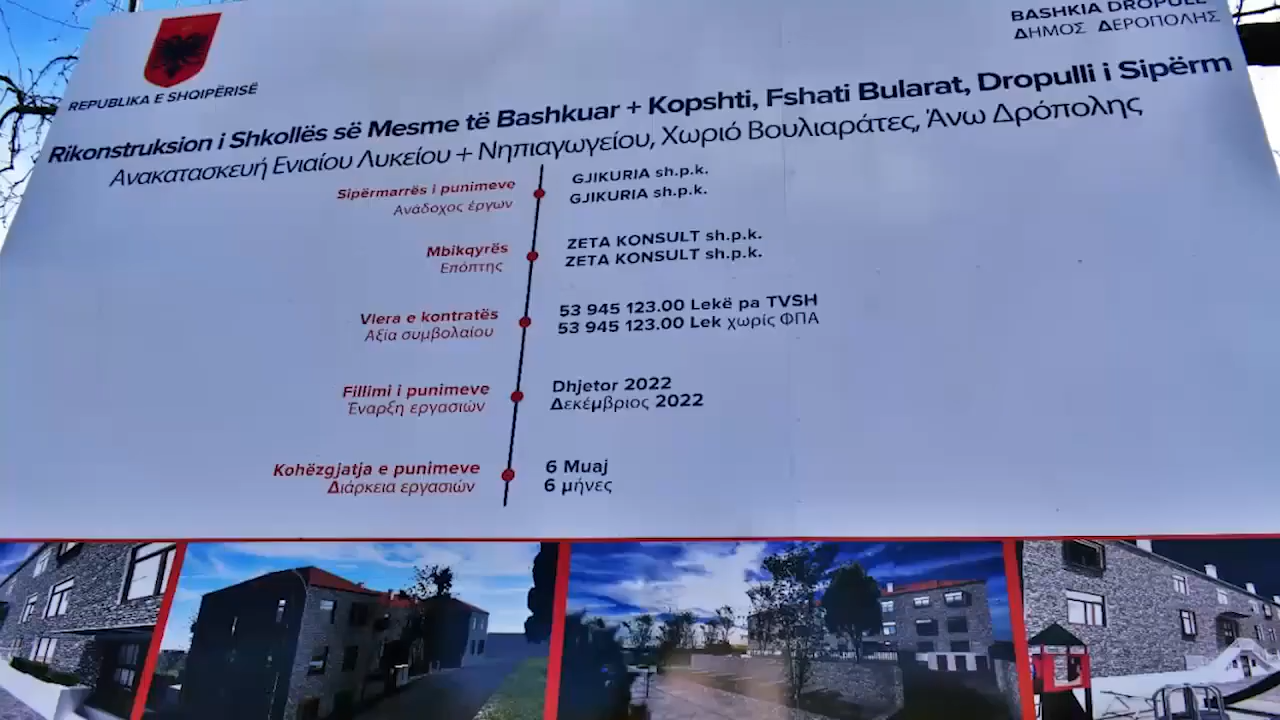 BASHKIA DROPULL
ΔΗΜΟΣ ΔΕΡΟΠΟΛΗΣ
REPUBLIKA E SHQIPËRISË
Rikonstruksion i Shkollës së Mesme të Bashkuar + Kopshti, Fshati Bularat, Dropulli i Sipërm
Ανακατασκευή Ενιαίου Λυκείου + Νηπιαγωγείου, Χωριό Βουλιαράτες, Άνω Δρόπολης
Sipërmarrës i punimeve GJIKURIA sh.p.k.
Ανάδοχος έργων GJIKURIA sh.p.k.
Mbikqyrës ZETA KONSULT sh.p.k.
Επόπτης ZETA KONSULT sh.p.k.
Vlera e kontratës 53 945 123.00 Lekë pa TVSH
Αξία συμβολαίου 53 945 123.00 Lek χωρίς ΦΠΑ
Fillimi i punimeve Dhjetor 2022
Έναρξη εργασιών Δεκέμβριος 2022
Kohëzgjatja e punimeve 6 Muaj
Διάρκεια εργασιών 6 μήνες